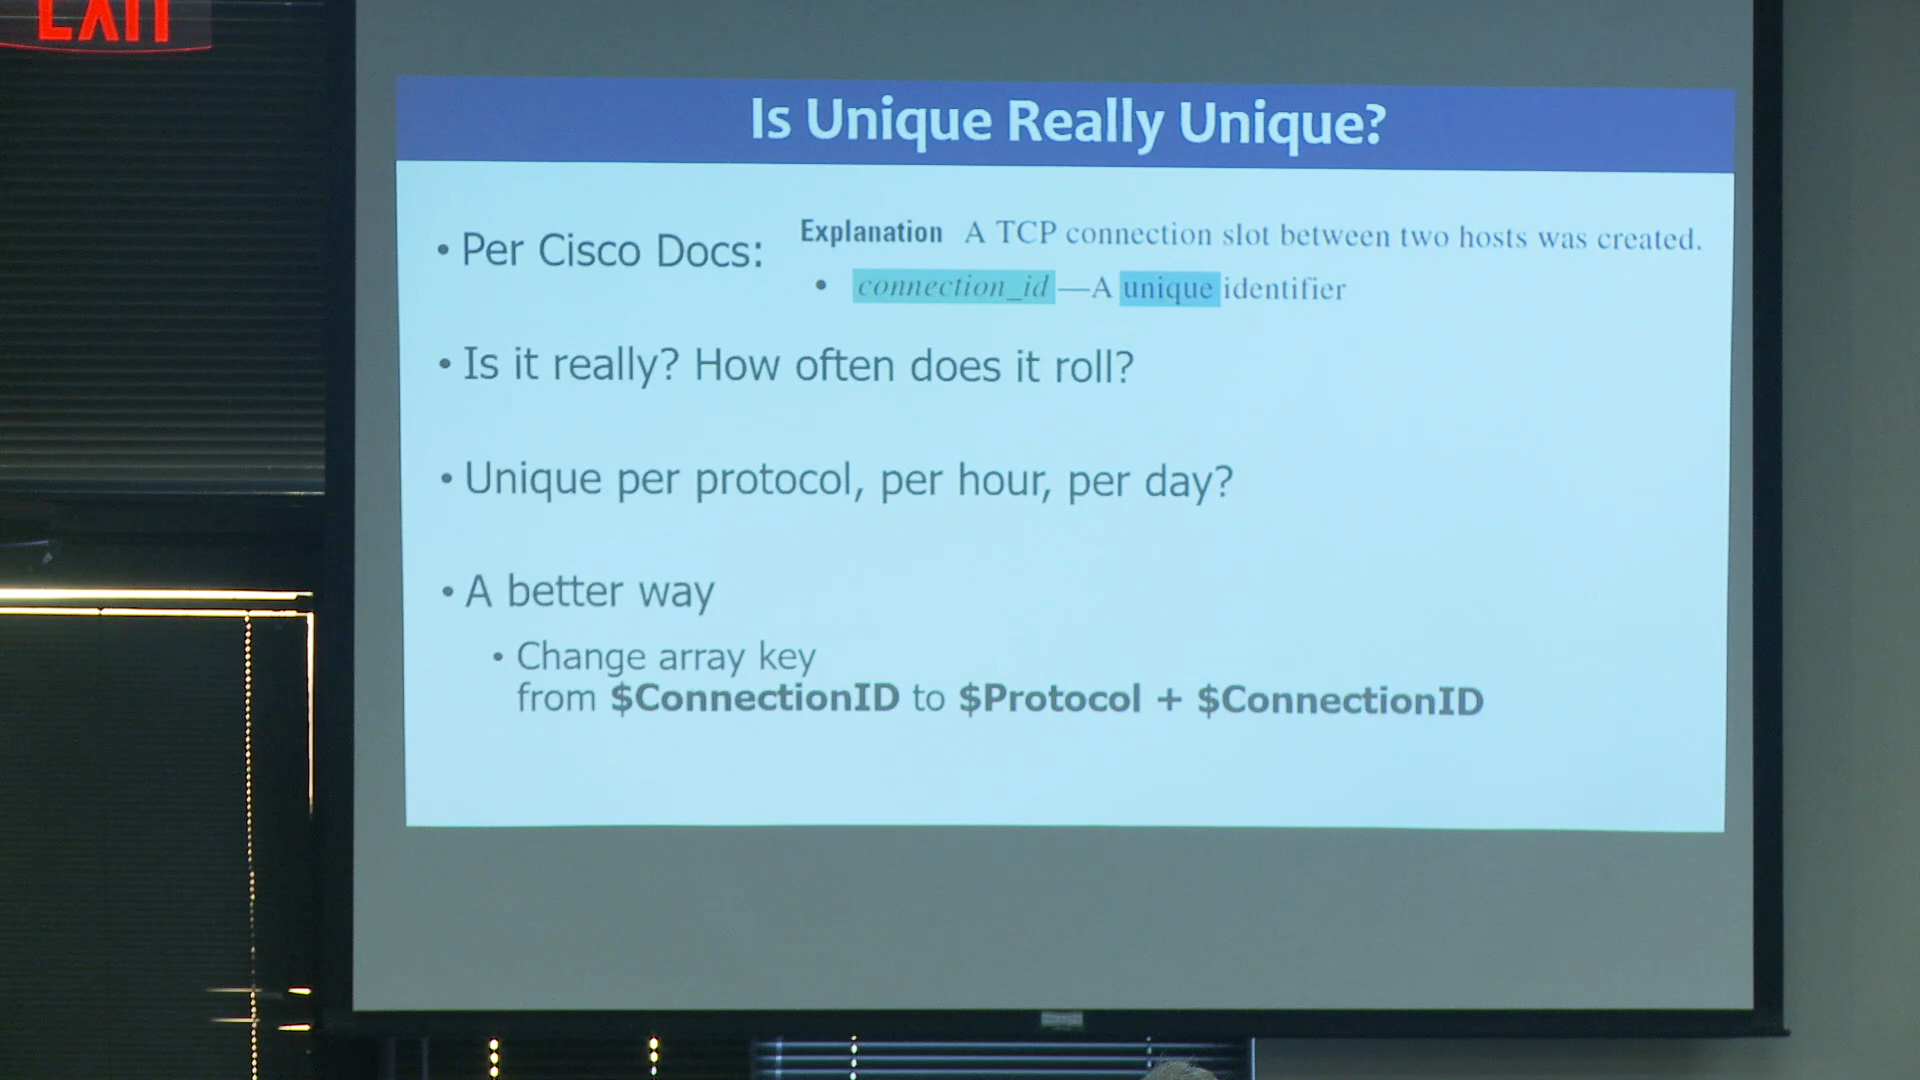 EXIT
Is Unique Really Unique?
• Per Cisco Docs:
Explanation A TCP connection slot between two hosts was created.
• connection_id—A unique identifier
• Is it really? How often does it roll?
• Unique per protocol, per hour, per day?
• A better way
• Change array key
from $ConnectionID to $Protocol + $ConnectionID